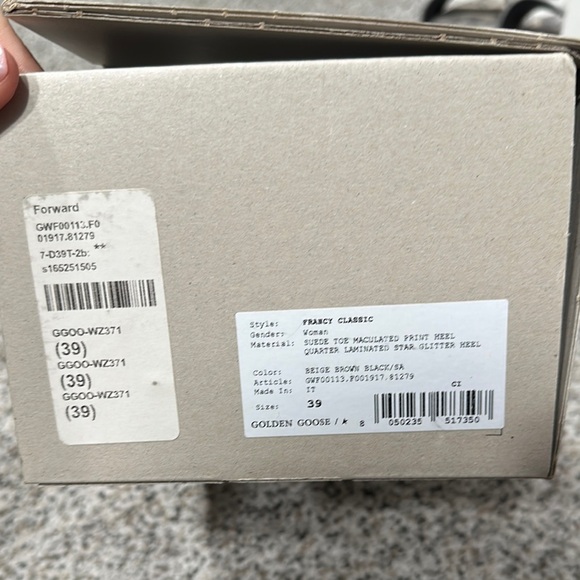 Forward
GWF00113.F0
01917.81279
7-D39T-2b: **
s165251505
GGOO-WZ371
(39)
GGOO-WZ371
(39)
GGOO-WZ371
(39)
Style: FRANCY CLASSIC
Gender: Woman
Material: SUEDE TOE MACULATED PRINT HEEL
QUARTER LAMINATED STAR GLITTER HEEL
Color: BEIGE BROWN BLACK/SA
Article: GWF00113.F001917.81279
Made In: IT
CI
Size: 39
GOLDEN GOOSE / ★ 8 050235 517350